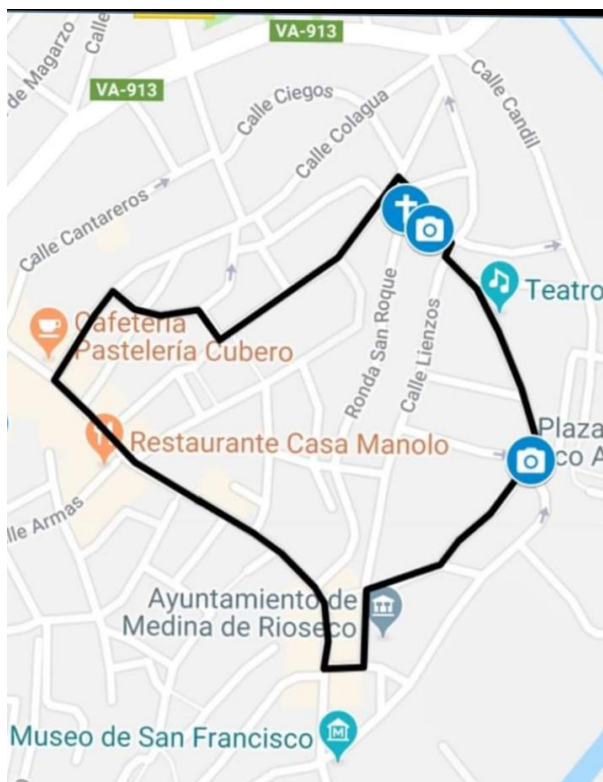 Calle
VA-913
de Magarzo
VA-913
Calle Ciegos
Calle Colagua
Calle Candil
Calle Cantareros
Teatro
Cafetería
Pastelería Cubero
Ronda San Roque
Calle Lienzos
Restaurante Casa Manolo
Plaza
co A
lle Armas
Ayuntamiento de
Medina de Rioseco
Museo de San Francisco
M